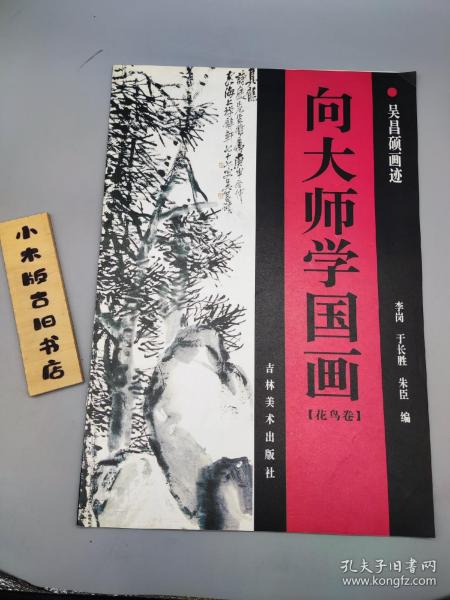 吴昌硕画迹
向大师学国画
【花鸟卷】
李岗 于长胜 朱臣 编
吉林美术出版社
小木版古旧书店
孔夫子旧书网
www.kongfz.com